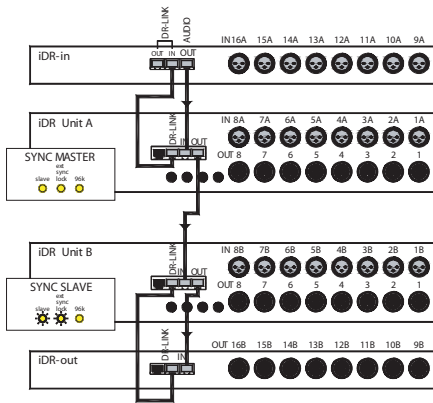 DR-LINK
AUDIO
OUT IN OUT
IN16A 15A 14A 13A 12A 11A 10A 9A
iDR-in
iDR Unit A
DR-LINK
IN OUT
IN 8A 7A 6A 5A 4A 3A 2A 1A
OUT 8 7 6 5 4 3 2 1
SYNC MASTER
slave ext sync lock 96k
iDR Unit B
DR-LINK
IN OUT
IN 8B 7B 6B 5B 4B 3B 2B 1B
OUT 8 7 6 5 4 3 2 1
SYNC SLAVE
slave ext sync lock 96k
iDR-out
DR-LINK
IN
OUT 16B 15B 14B 13B 12B 11B 10B 9B